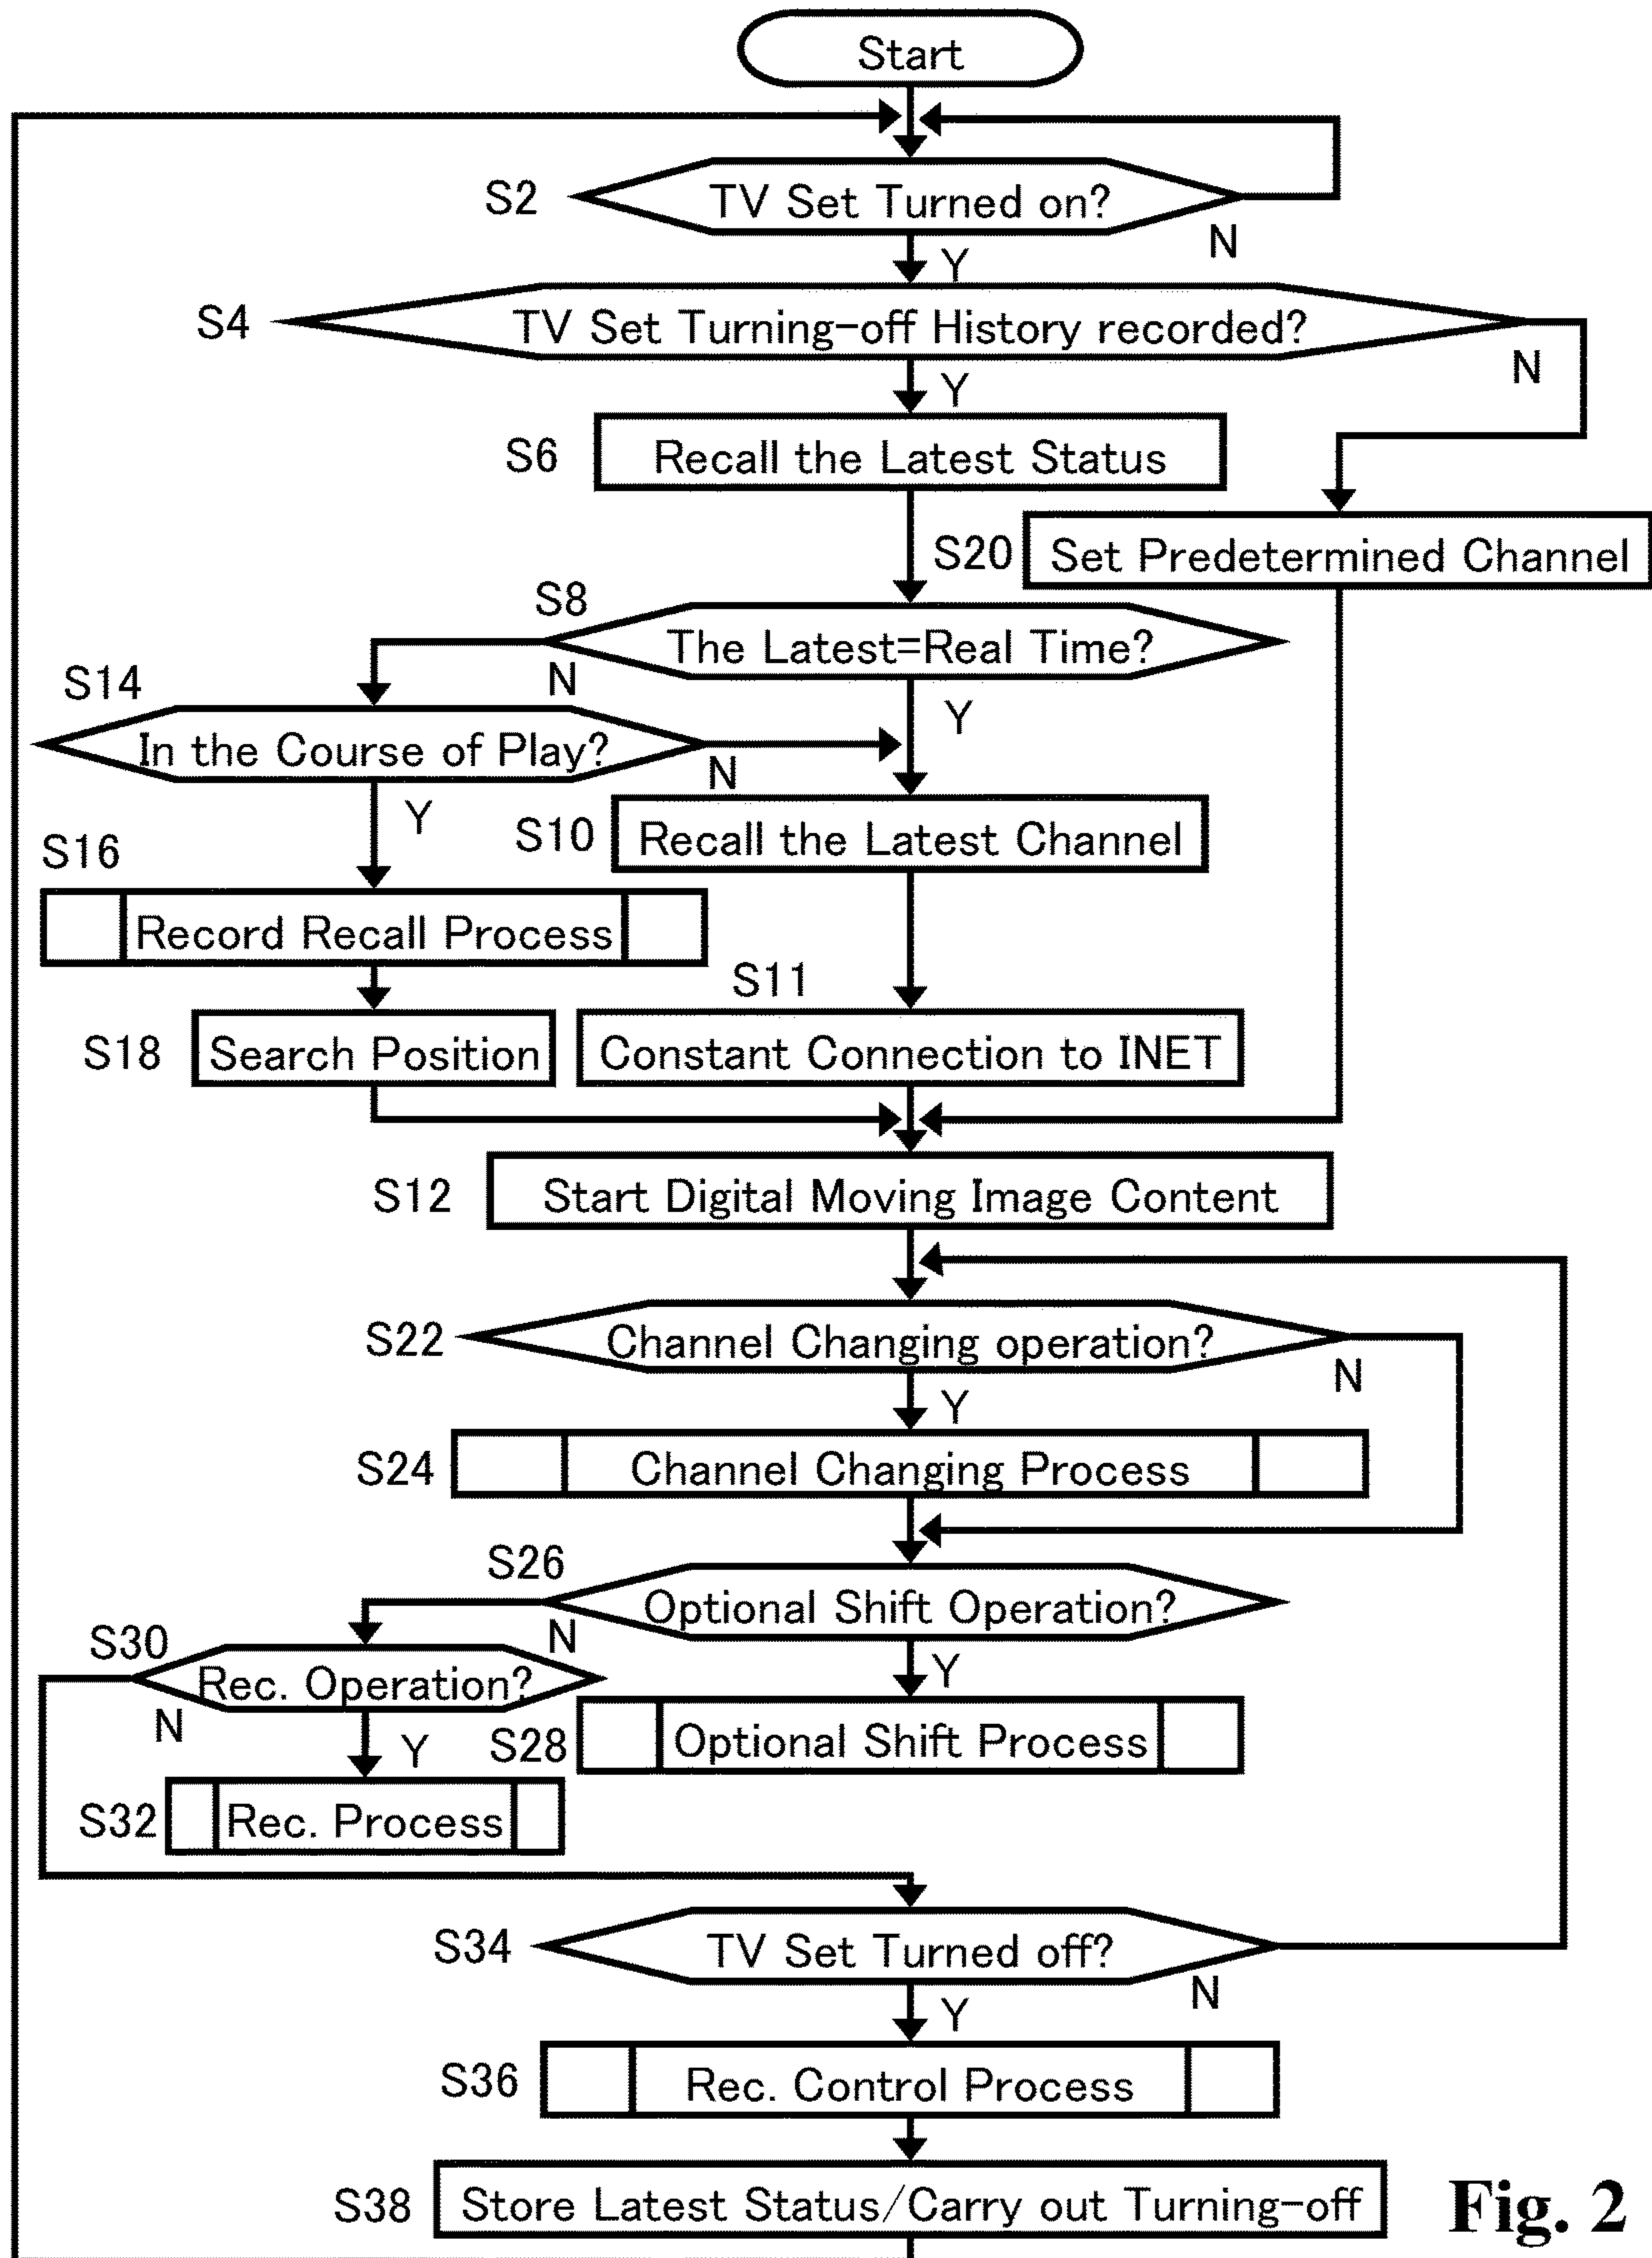 Start
S2
TV Set Turned on?
N
Y
S4
TV Set Turning-off History recorded?
N
Y
S6
Recall the Latest Status
S20
Set Predetermined Channel
S8
The Latest=Real Time?
N
Y
S14
In the Course of Play?
N
Y
S10
Recall the Latest Channel
S16
Record Recall Process
S11
S18
Search Position
Constant Connection to INET
S12
Start Digital Moving Image Content
S22
Channel Changing operation?
N
Y
S24
Channel Changing Process
S26
Optional Shift Operation?
N
Y
S30
Rec. Operation?
N
Y
S28
Optional Shift Process
S32
Rec. Process
S34
TV Set Turned off?
N
Y
S36
Rec. Control Process
S38
Store Latest Status/Carry out Turning-off
Fig. 2